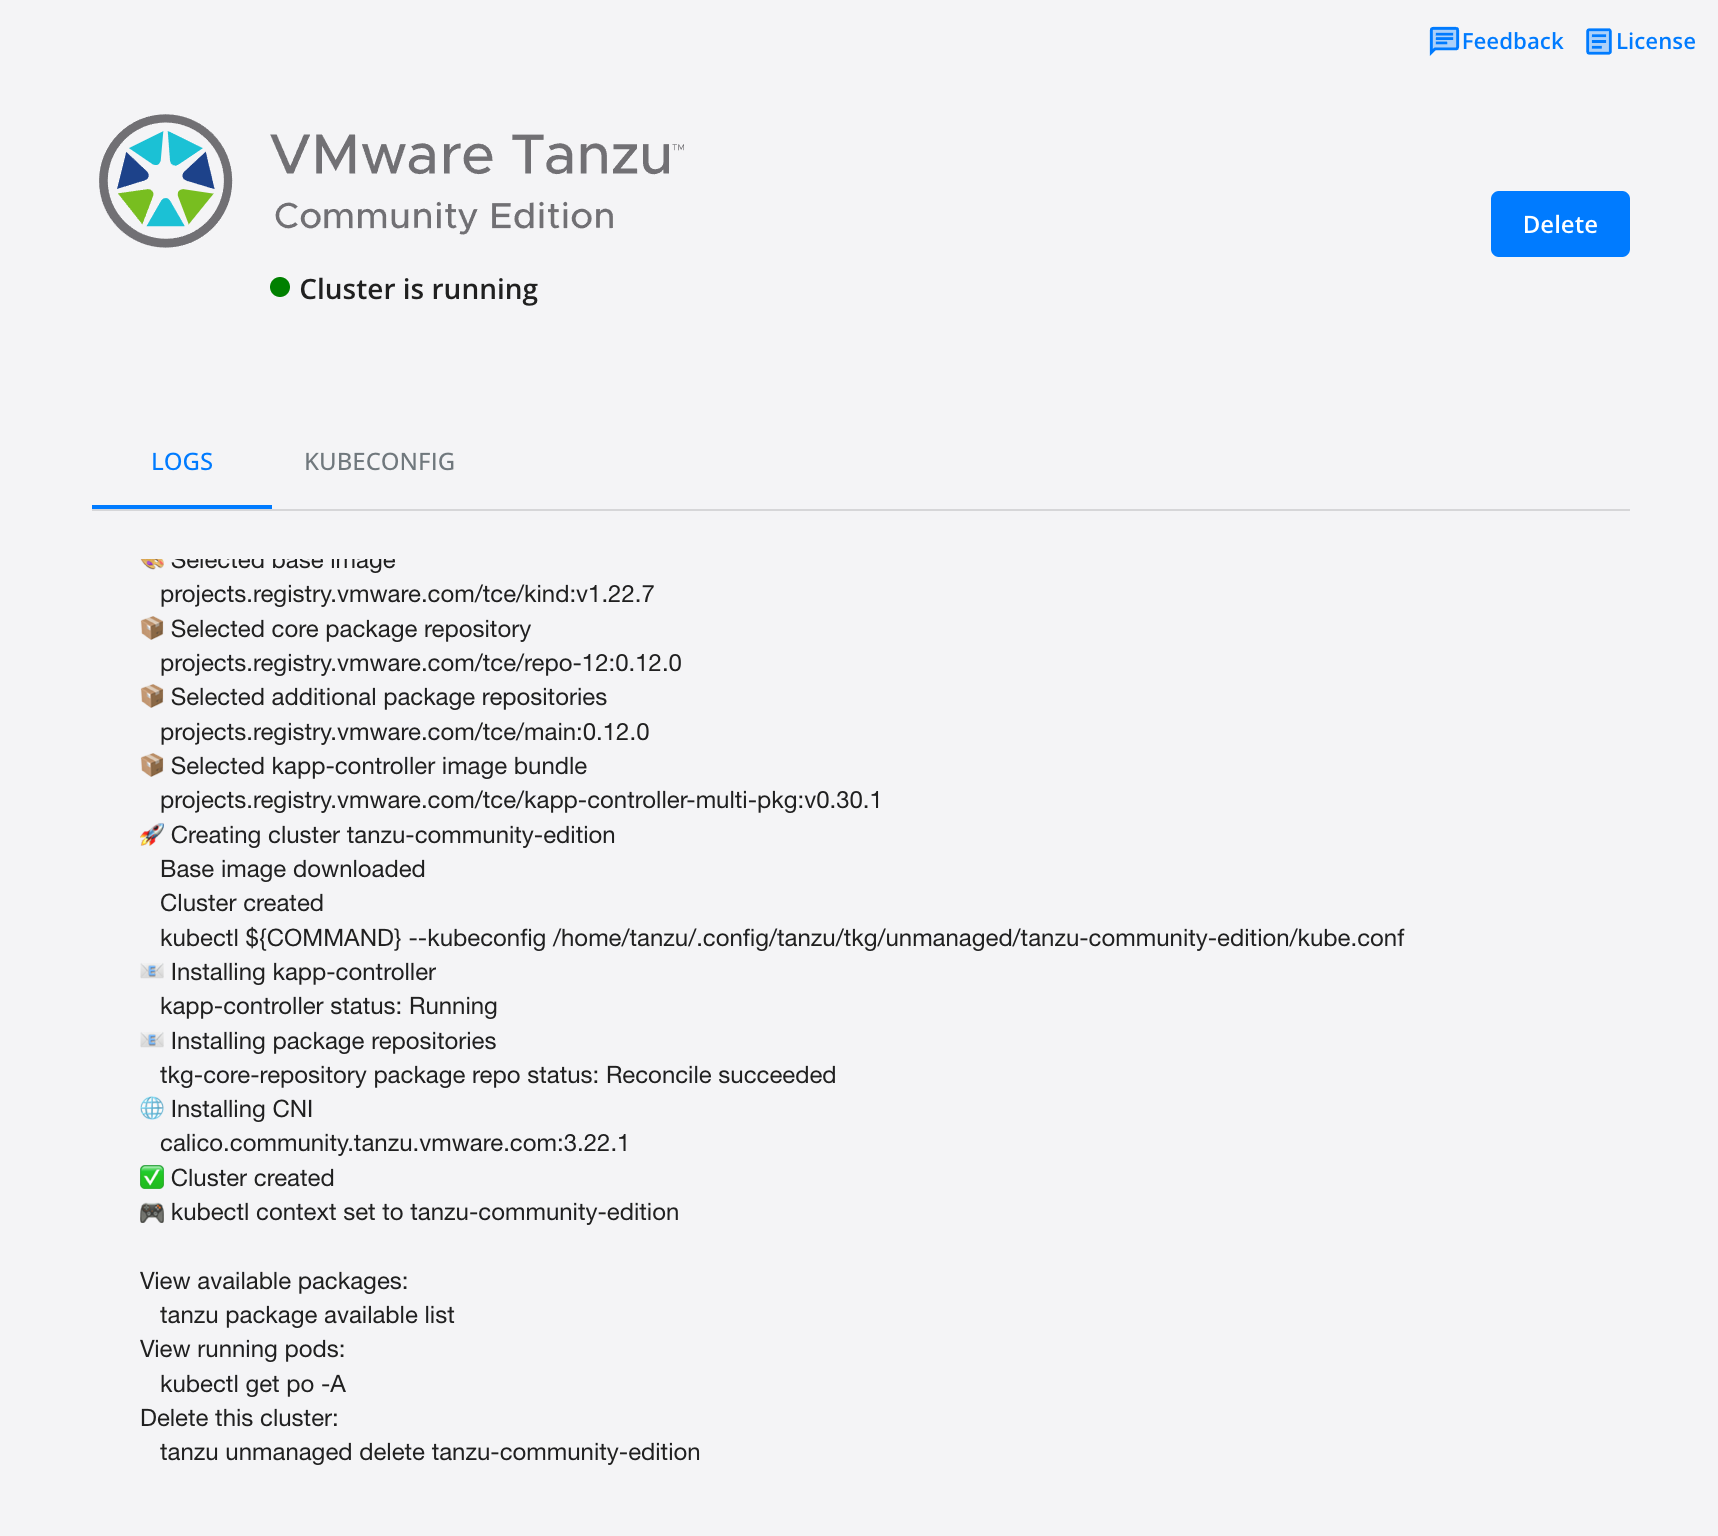 Feedback
License
VMware Tanzu™
Community Edition
Delete
Cluster is running
LOGS
KUBECONFIG
🎨 Selected base image
projects.registry.vmware.com/tce/kind:v1.22.7
📦 Selected core package repository
projects.registry.vmware.com/tce/repo-12:0.12.0
📦 Selected additional package repositories
projects.registry.vmware.com/tce/main:0.12.0
📦 Selected kapp-controller image bundle
projects.registry.vmware.com/tce/kapp-controller-multi-pkg:v0.30.1
🚀 Creating cluster tanzu-community-edition
Base image downloaded
Cluster created
kubectl ${COMMAND} --kubeconfig /home/tanzu/.config/tanzu/tkg/unmanaged/tanzu-community-edition/kube.conf
📧 Installing kapp-controller
kapp-controller status: Running
📧 Installing package repositories
tkg-core-repository package repo status: Reconcile succeeded
🌐 Installing CNI
calico.community.tanzu.vmware.com:3.22.1
✅ Cluster created
🎮 kubectl context set to tanzu-community-edition
View available packages:
tanzu package available list
View running pods:
kubectl get po -A
Delete this cluster:
tanzu unmanaged delete tanzu-community-edition